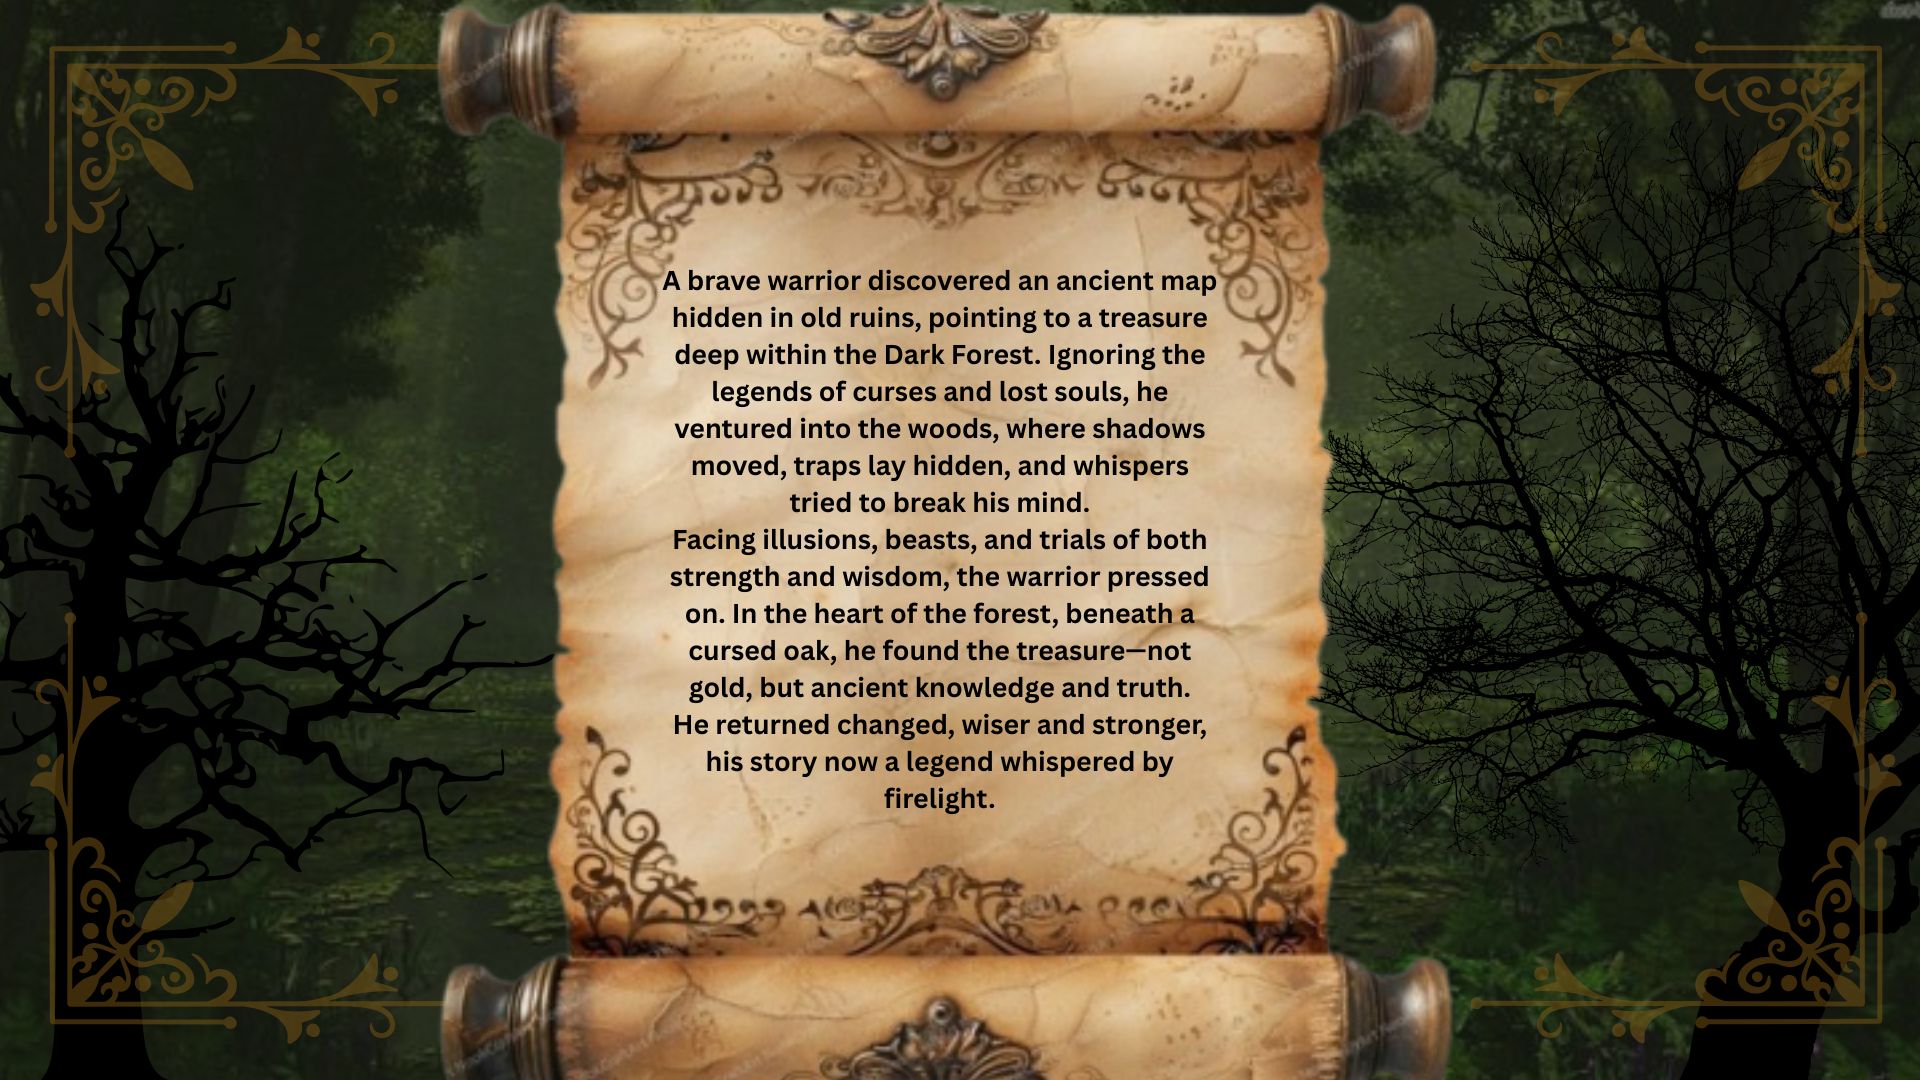 A brave warrior discovered an ancient map
hidden in old ruins, pointing to a treasure
deep within the Dark Forest. Ignoring the
legends of curses and lost souls, he
ventured into the woods, where shadows
moved, traps lay hidden, and whispers
tried to break his mind.
Facing illusions, beasts, and trials of both
strength and wisdom, the warrior pressed
on. In the heart of the forest, beneath a
cursed oak, he found the treasure—not
gold, but ancient knowledge and truth.
He returned changed, wiser and stronger,
his story now a legend whispered by
firelight.